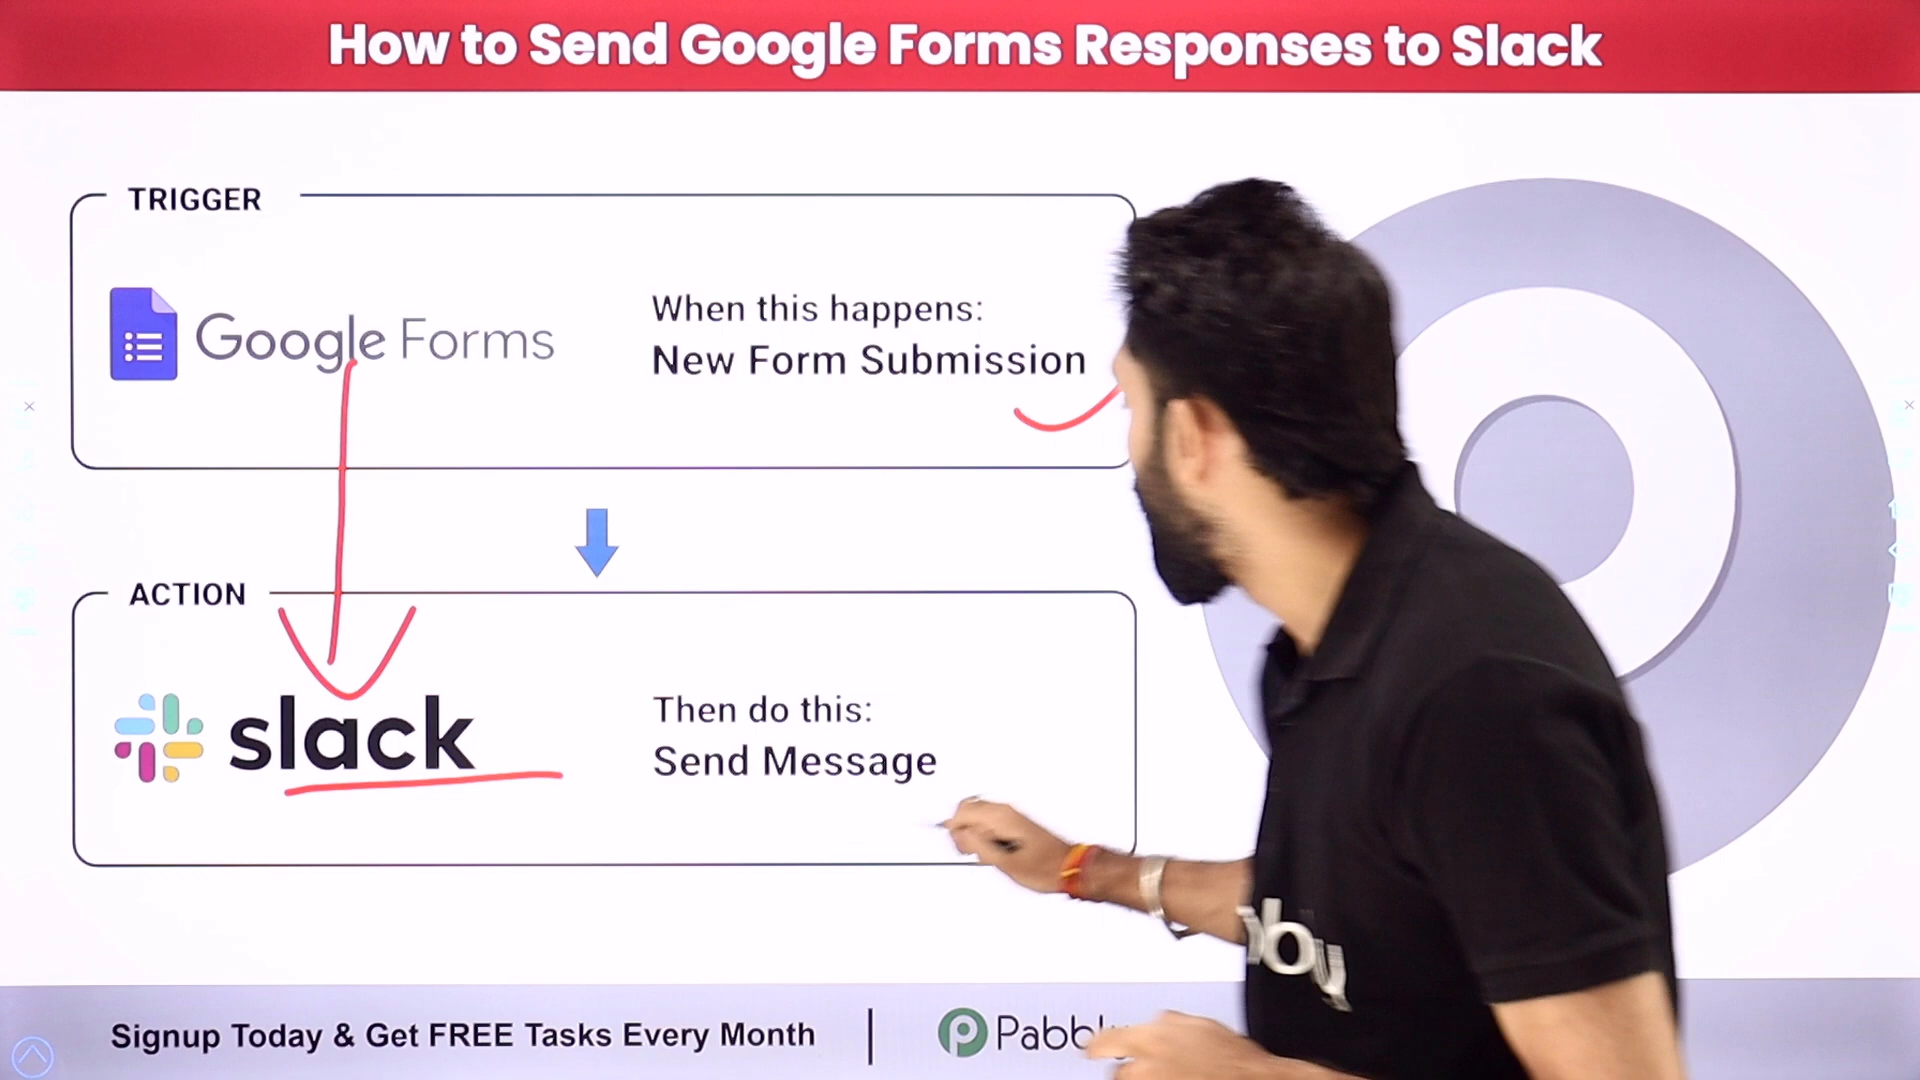 How to Send Google Forms Responses to Slack
TRIGGER
Google Forms
When this happens:
New Form Submission
ACTION
slack
Then do this:
Send Message
Signup Today & Get FREE Tasks Every Month